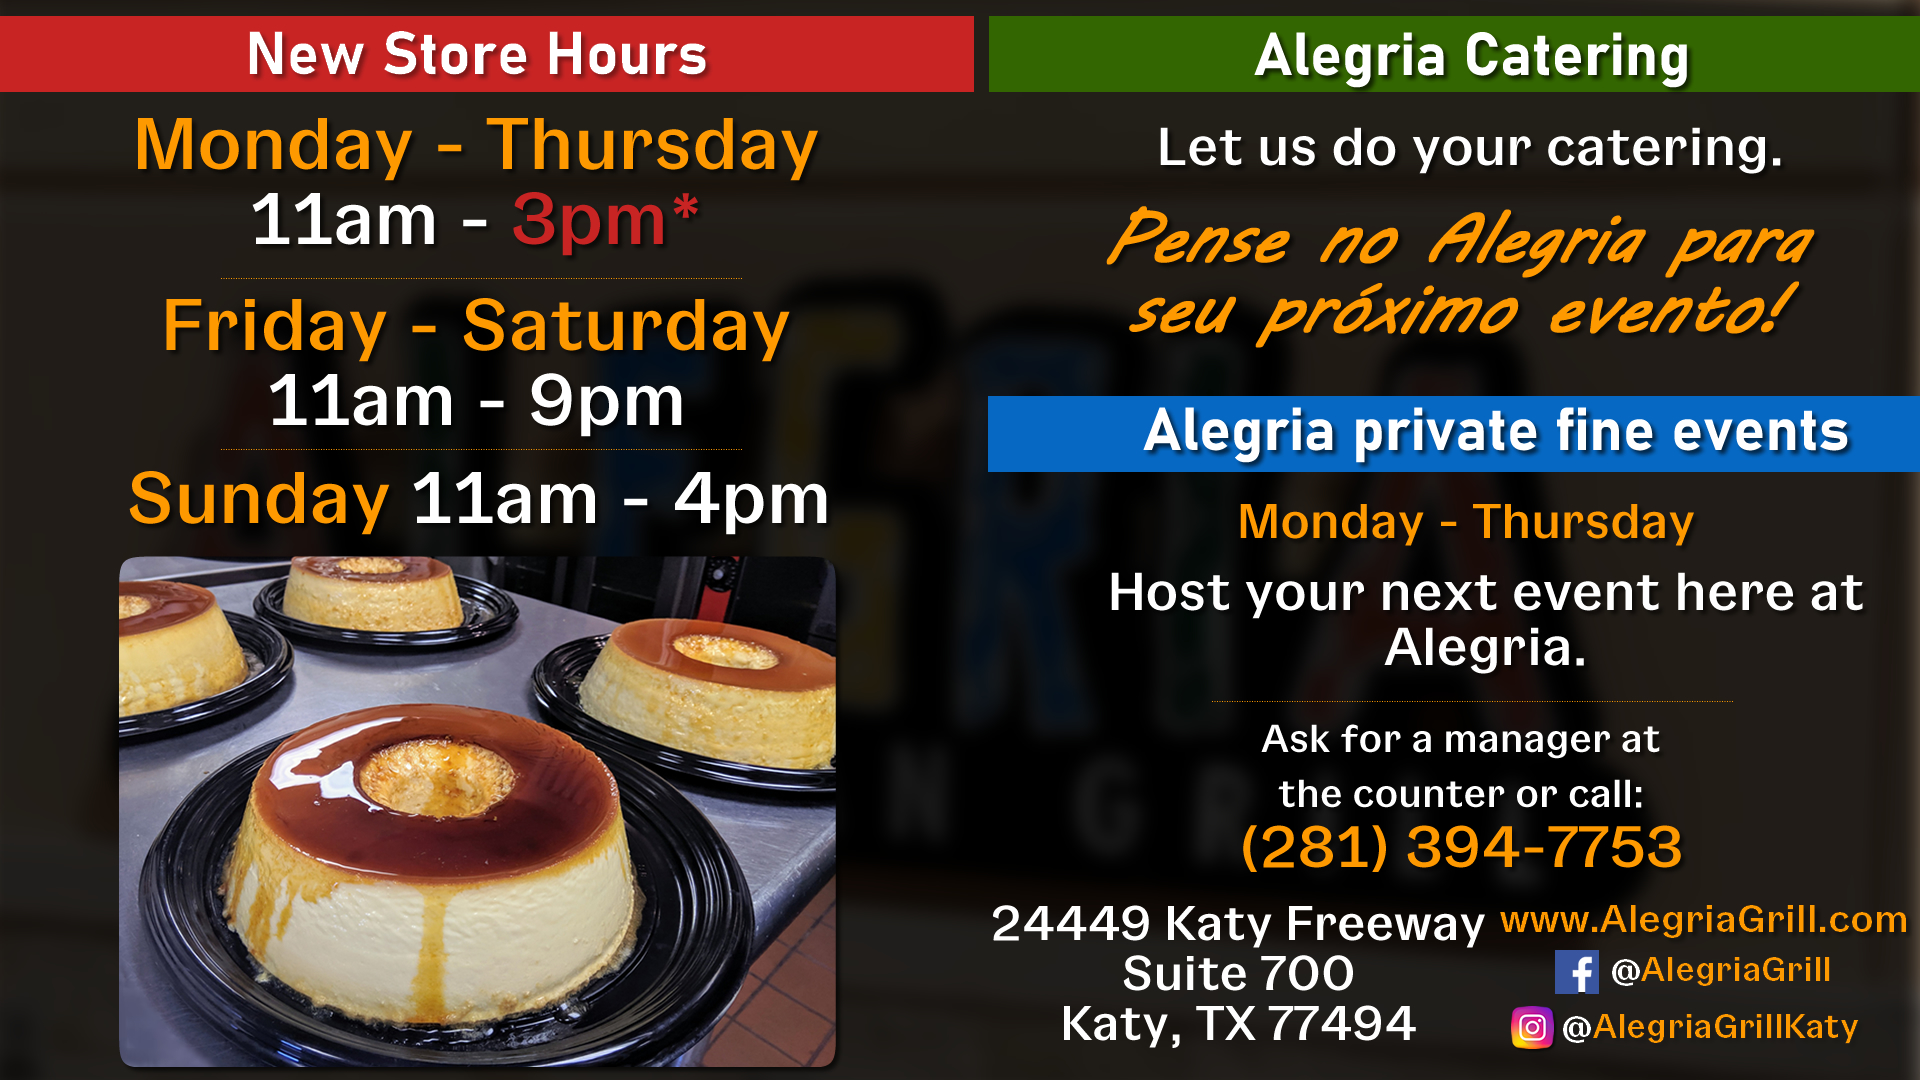 New Store Hours
Monday - Thursday
11am - 3pm*
Friday - Saturday
11am - 9pm
Sunday 11am - 4pm
Alegria Catering
Let us do your catering.
Pense no Alegria para
seu próximo evento!
Alegria private fine events
Monday - Thursday
Host your next event here at
Alegria.
Ask for a manager at
the counter or call:
(281) 394-7753
24449 Katy Freeway
Suite 700
Katy, TX 77494
www.AlegriaGrill.com
@AlegriaGrill
@AlegriaGrillKaty